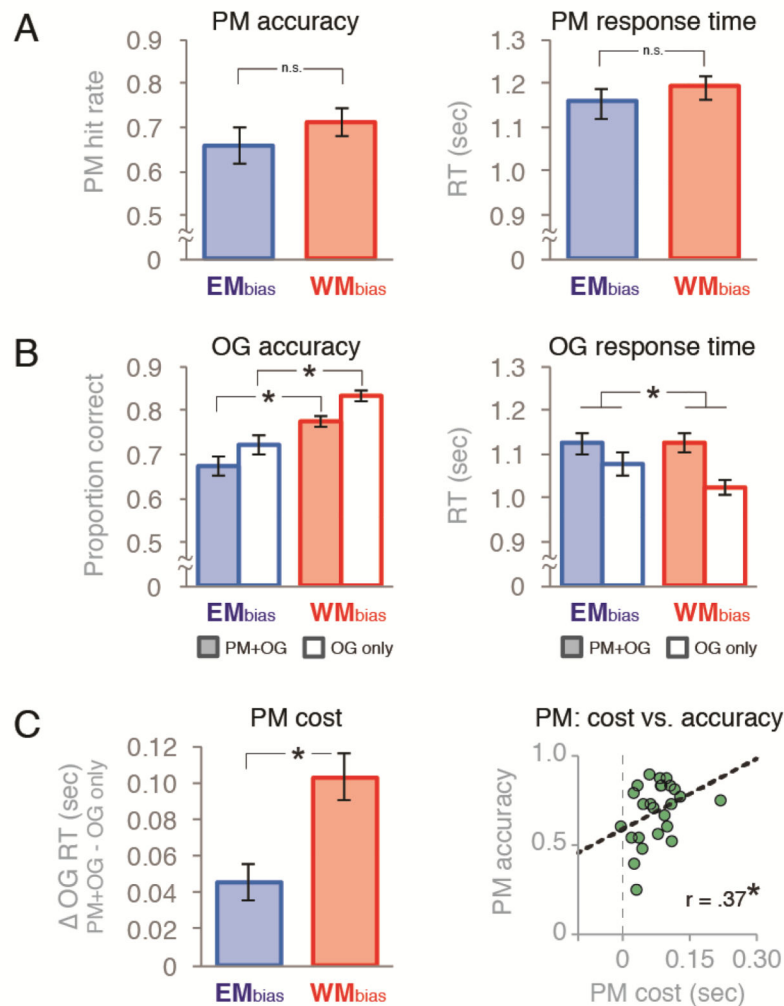 A
PM accuracy
PM hit rate
0.9
0.8
0.7
0.6
0.5
0
n.s.
EMbias
WMbias
PM response time
RT (sec)
1.3
1.2
1.1
1.0
0.9
0
n.s.
EMbias
WMbias
B
OG accuracy
Proportion correct
0.9
0.8
0.7
0.6
0.5
0
*
*
EMbias
WMbias
PM+OG
OG only
OG response time
RT (sec)
1.3
1.2
1.1
1.0
0.9
0
*
EMbias
WMbias
PM+OG
OG only
C
PM cost
Δ OG RT (sec)
PM+OG - OG only
0.12
0.10
0.08
0.06
0.04
0.02
0
*
EMbias
WMbias
PM: cost vs. accuracy
PM accuracy
1.0
0.5
0
r = .37*
0
0.15
0.30
PM cost (sec)